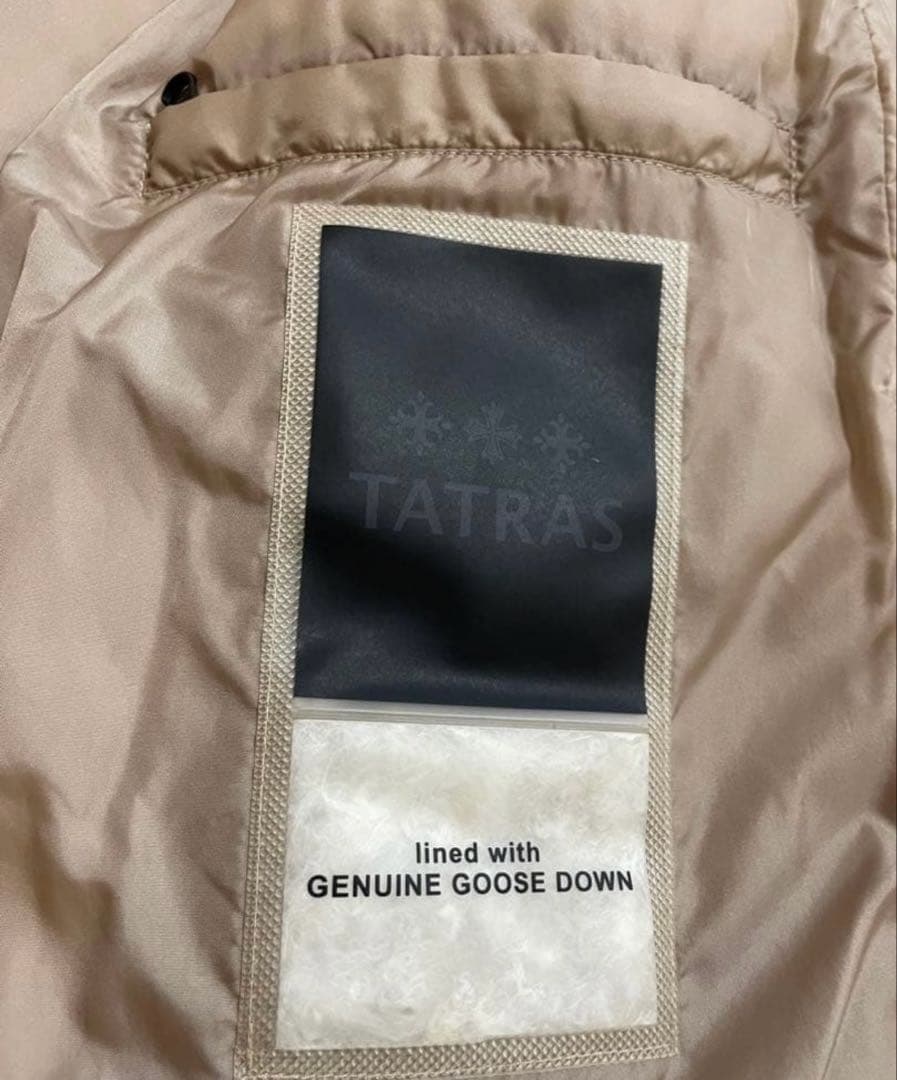 TATRAS
lined with
GENUINE GOOSE DOWN